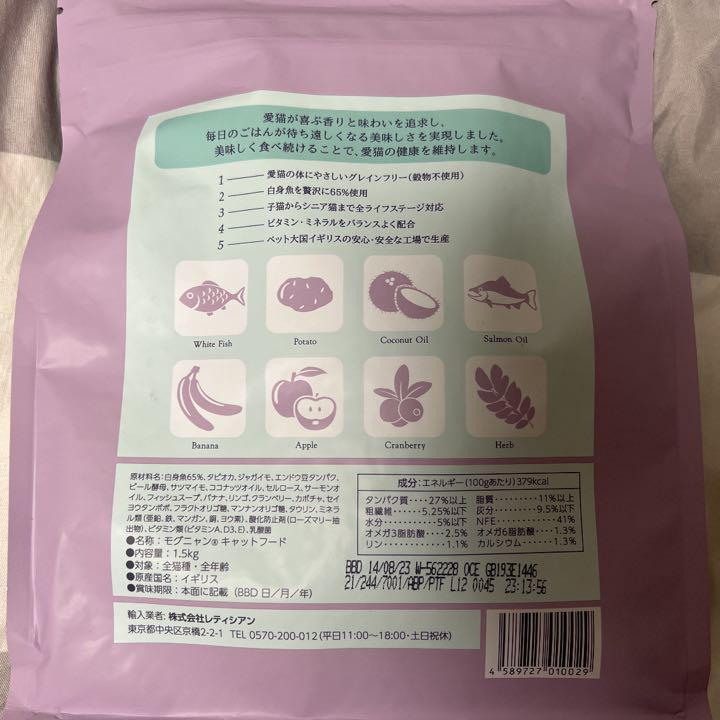 愛猫が喜ぶ香りと味わいを追求し、
毎日のごはんが待ち遠しくなる美味しさを実現しました。
美味しく食べ続けることで、愛猫の健康を維持します。
1 愛猫の体にやさしいグレインフリー(穀物不使用)
2 白身魚を贅沢に65%使用
3 子猫からシニア猫まで全ライフステージ対応
4 ビタミン・ミネラルをバランスよく配合
5 ペット大国イギリスの安心・安全な工場で生産
White Fish Potato Coconut Oil Salmon Oil
Banana Apple Cranberry Herb
原材料名:白身魚65%、タピオカ、ジャガイモ、エンドウ豆タンパク、
ビール酵母、サツマイモ、ココナッツオイル、セルロース、サーモンオ
イル、フィッシュスープ、バナナ、リンゴ、クランベリー、カボチャ、セイ
ヨウタンポポ、フラクトオリゴ糖、マンナンオリゴ糖、タウリン、ミネラ
ル類(亜鉛、鉄、マンガン、銅、ヨウ素)、酸化防止剤(ローズマリー抽
出物)、ビタミン類(ビタミンA、D3、E)、乳酸菌
●名称: モグニャン® キャットフード
●内容量: 1.5kg
●対象: 全猫種・全年齢
●原産国名: イギリス
●賞味期限: 本面に記載 (BBD 日/月/年)
成分:エネルギー(100gあたり)379kcal
タンパク質‥‥27%以上 脂質‥‥‥‥11%以上
粗繊維‥‥5.25%以下 灰分‥‥‥‥9.5%以下
水分‥‥‥‥5%以下 NFE‥‥‥‥41%
オメガ3脂肪酸‥‥2.5% オメガ6脂肪酸‥‥1.3%
リン‥‥‥‥1.1% カルシウム‥‥1.3%
BBD 14/08/23 W-562228 OCE GB193E1446
21/244/7001/ABP/PTF L12 0045 23:13:56
輸入業者: 株式会社レティシアン
東京都中央区京橋2-2-1 TEL 0570-200-012(平日11:00〜18:00・土日祝休)
4 589727 010029